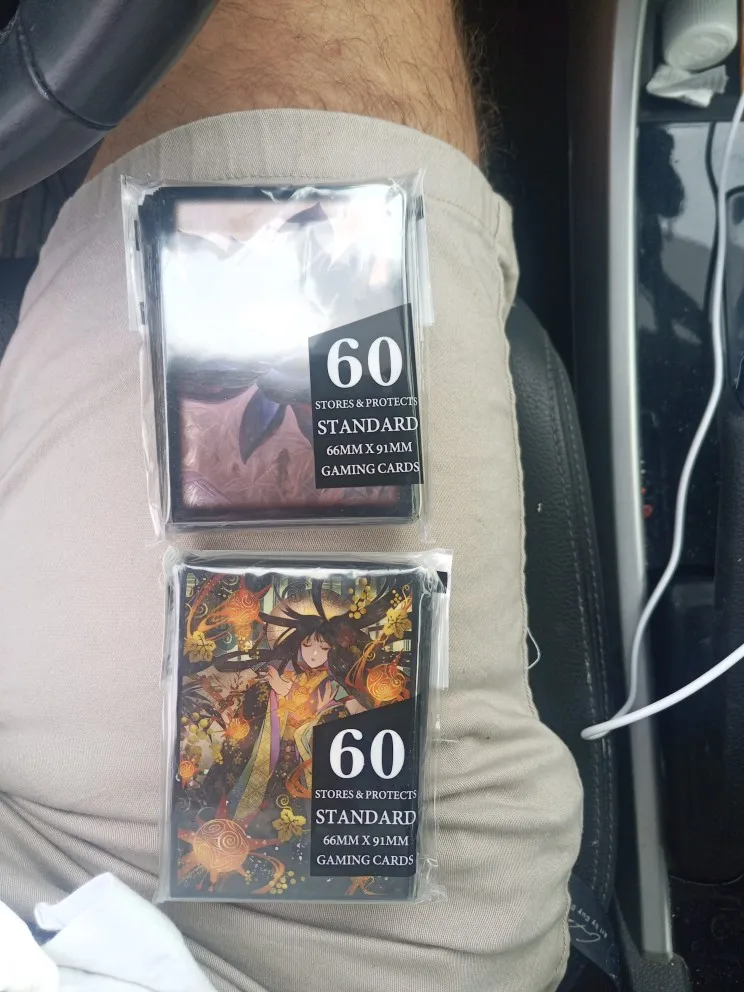 60
STORES & PROTECTS
STANDARD
66MM X 91MM
GAMING CARDS
60
STORES & PROTECTS
STANDARD
66MM X 91MM
GAMING CARDS